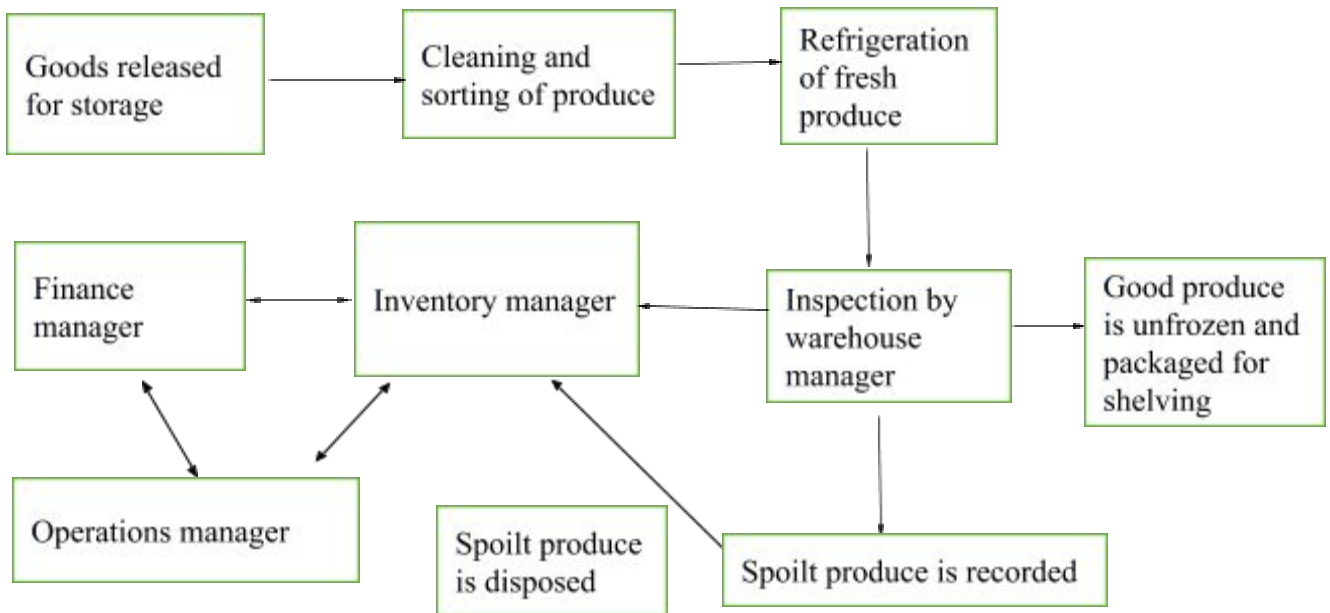 Goods released
for storage
Cleaning and
sorting of produce
Refrigeration
of fresh
produce
Finance
manager
Inventory manager
Inspection by
warehouse
manager
Good produce
is unfrozen and
packaged for
shelving
Operations manager
Spoilt produce
is disposed
Spoilt produce is recorded